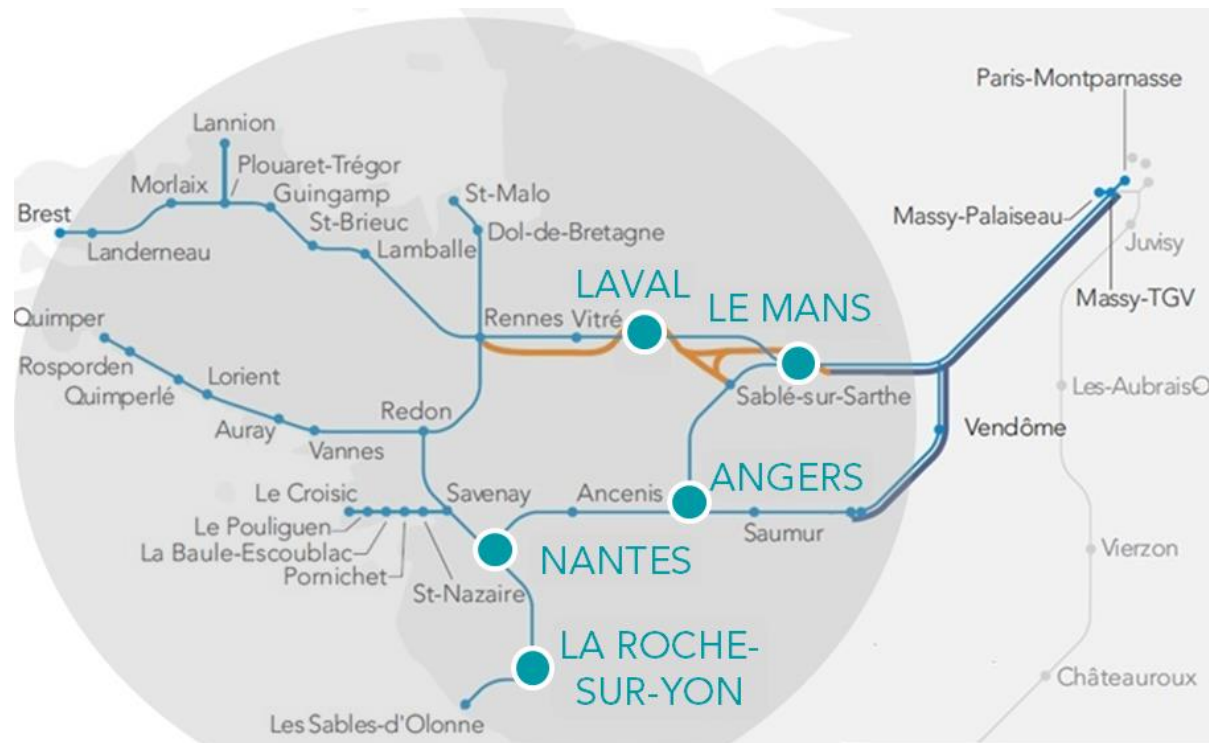 Paris-Montparnasse
Lannion
Plouaret-Trégor
Morlaix
Guingamp
St-Malo
Brest
St-Brieuc
Massy-Palaiseau
Landerneau
Lamballe
Dol-de-Bretagne
Juvisy
LAVAL
Massy-TGV
LE MANS
Quimper
Rennes
Vitré
Rosporden
Lorient
Sablé-sur-Sarthe
Les-Aubrais-O
Quimperlé
Redon
Auray
Vannes
Vendôme
ANGERS
Le Croisic
Savenay
Ancenis
Le Pouliguen
Saumur
La Baule-Escoublac
NANTES
Vierzon
Pornichet
St-Nazaire
LA ROCHE-
SUR-YON
Châteauroux
Les Sables-d'Olonne